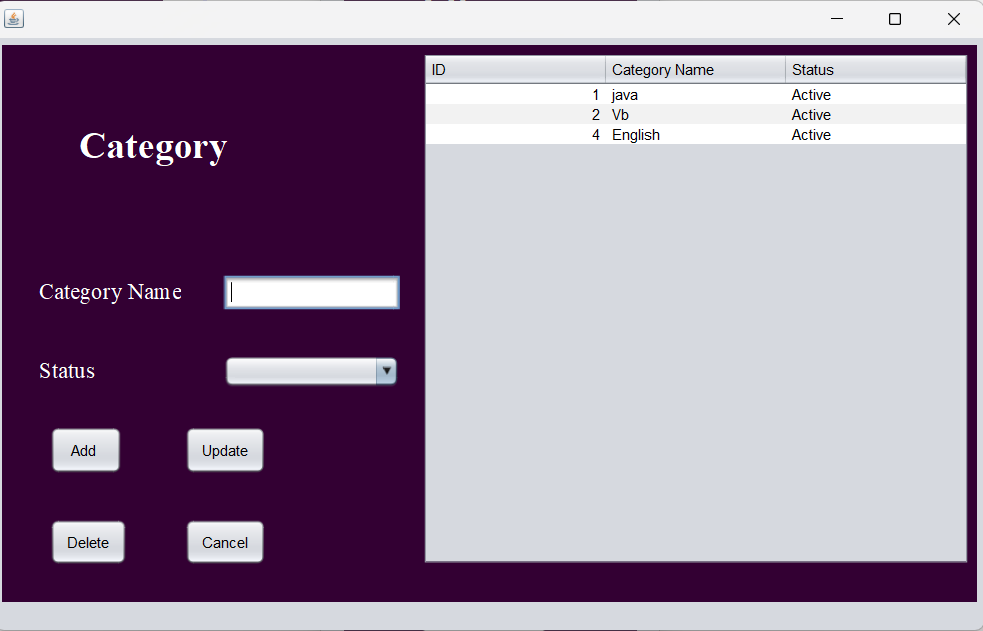 Category
Category Name
Status
Add Update
Delete Cancel
ID Category Name Status
1 java Active
2 Vb Active
4 English Active